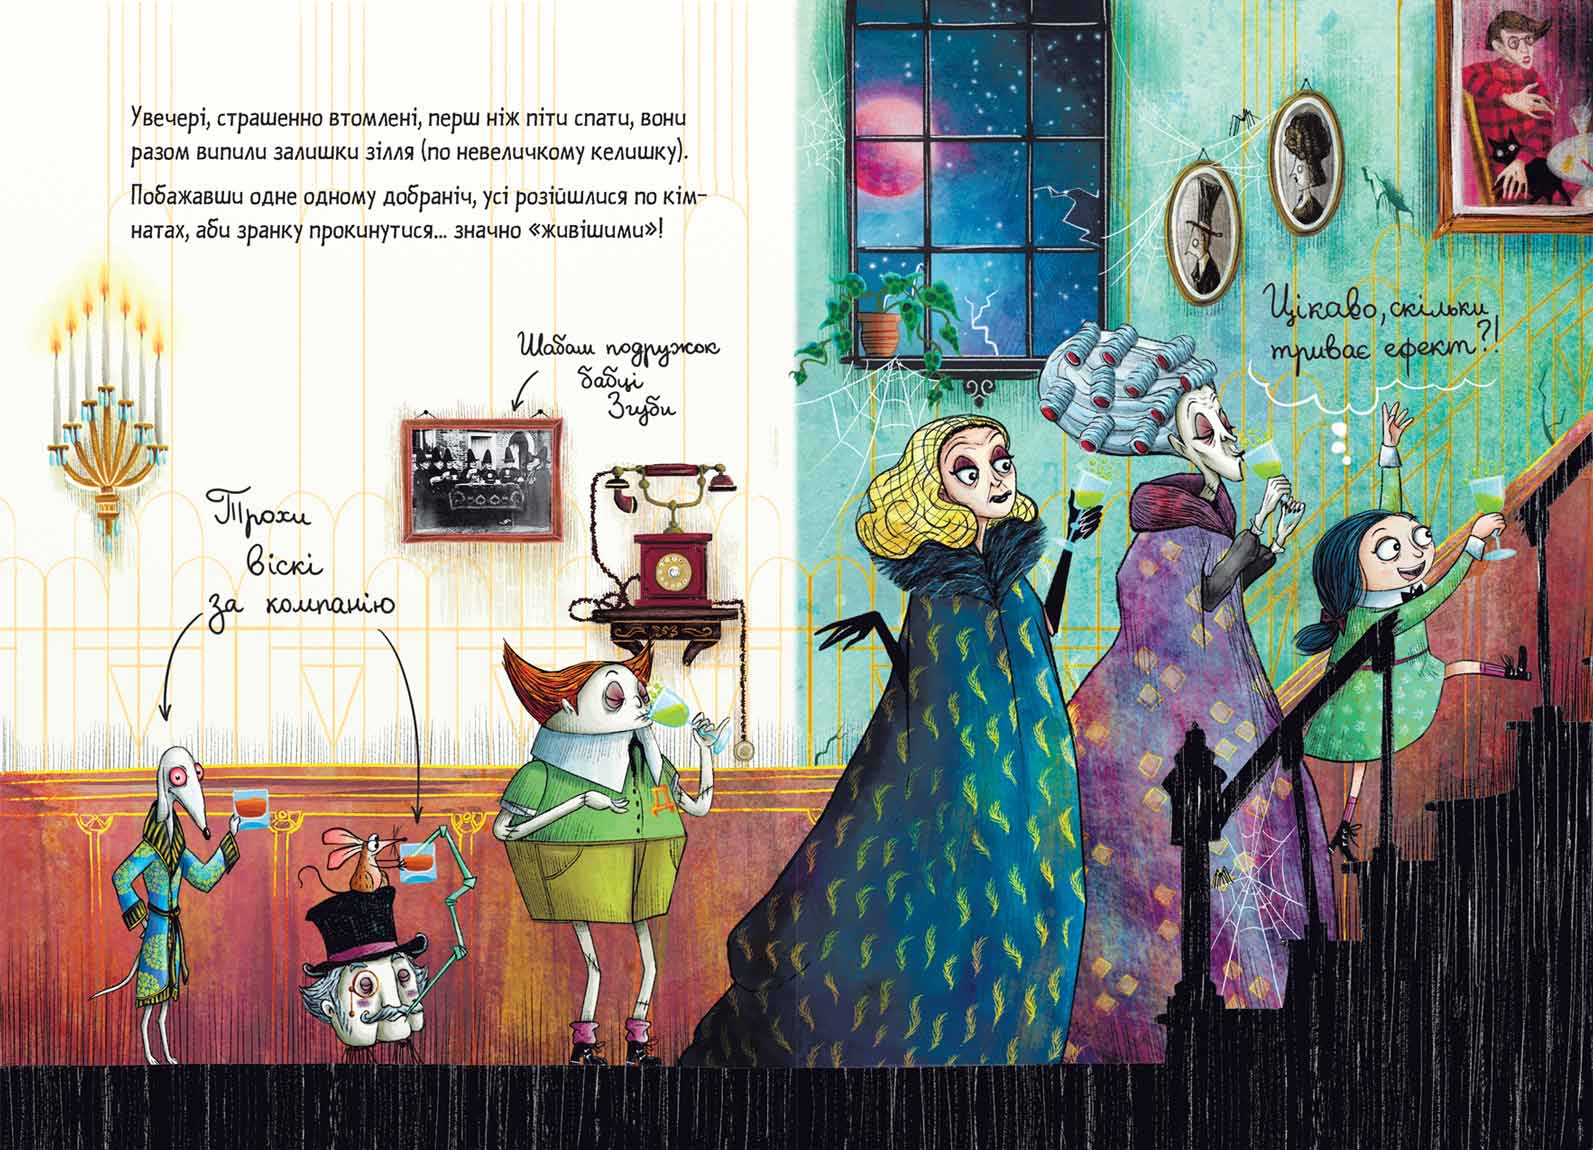 Увечері, страшенно втомлені, перш ніж піти спати, вони
разом випили залишки зілля (по невеличкому келишку).
Побажавши одне одному добраніч, усі розійшлися по кім-
натах, аби зранку прокинутися... значно «живішими»!
Шабаш подружок
бабці
Згуби
Трохи
віскі
за компанію
Цікаво, скільки
триває ефект?!
Д